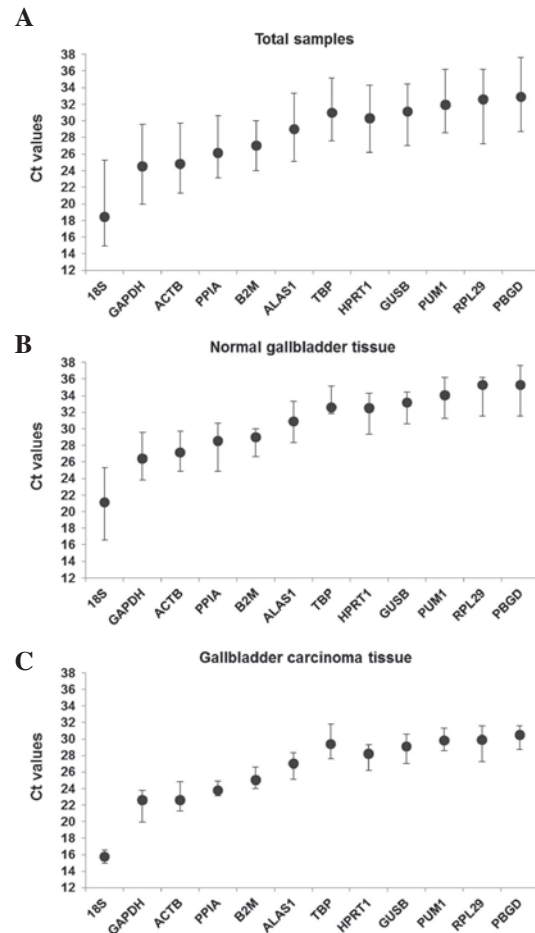 A
Total samples
Ct values
38
36
34
32
30
28
26
24
22
20
18
16
14
12
18S
GAPDH
ACTB
PPIA
B2M
ALAS1
TBP
HPRT1
GUSB
PUM1
RPL29
PBGD
B
Normal gallbladder tissue
Ct values
38
36
34
32
30
28
26
24
22
20
18
16
14
12
18S
GAPDH
ACTB
PPIA
B2M
ALAS1
TBP
HPRT1
GUSB
PUM1
RPL29
PBGD
C
Gallbladder carcinoma tissue
Ct values
38
36
34
32
30
28
26
24
22
20
18
16
14
12
18S
GAPDH
ACTB
PPIA
B2M
ALAS1
TBP
HPRT1
GUSB
PUM1
RPL29
PBGD